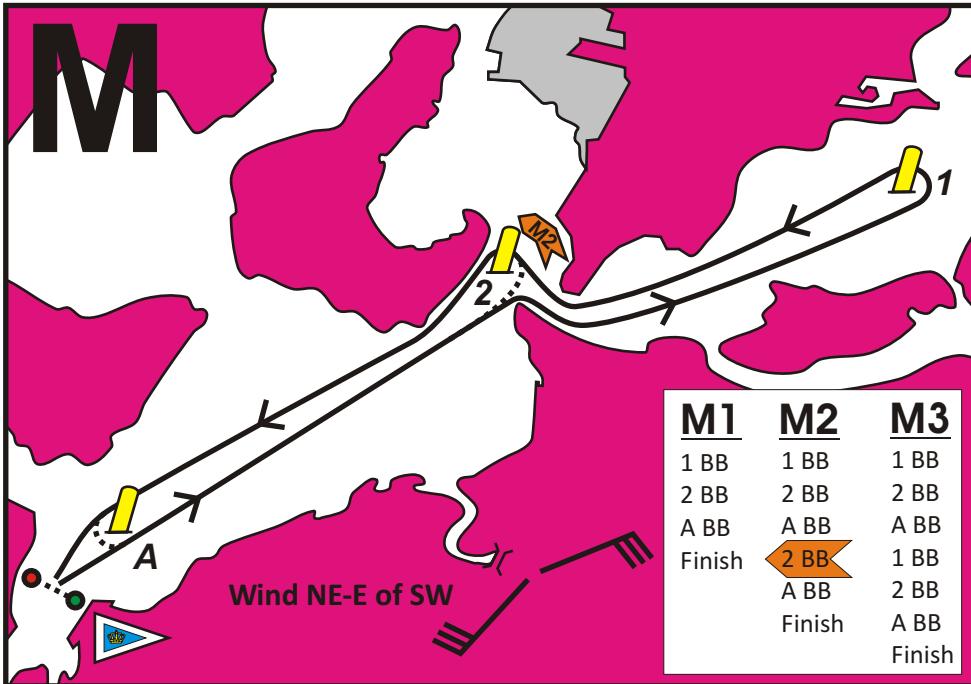 M
1
M2
2
A
Wind NE-E of SW
M1 M2 M3
1 BB 1 BB 1 BB
2 BB 2 BB 2 BB
A BB A BB A BB
Finish 2 BB 1 BB
A BB 2 BB
Finish A BB
Finish